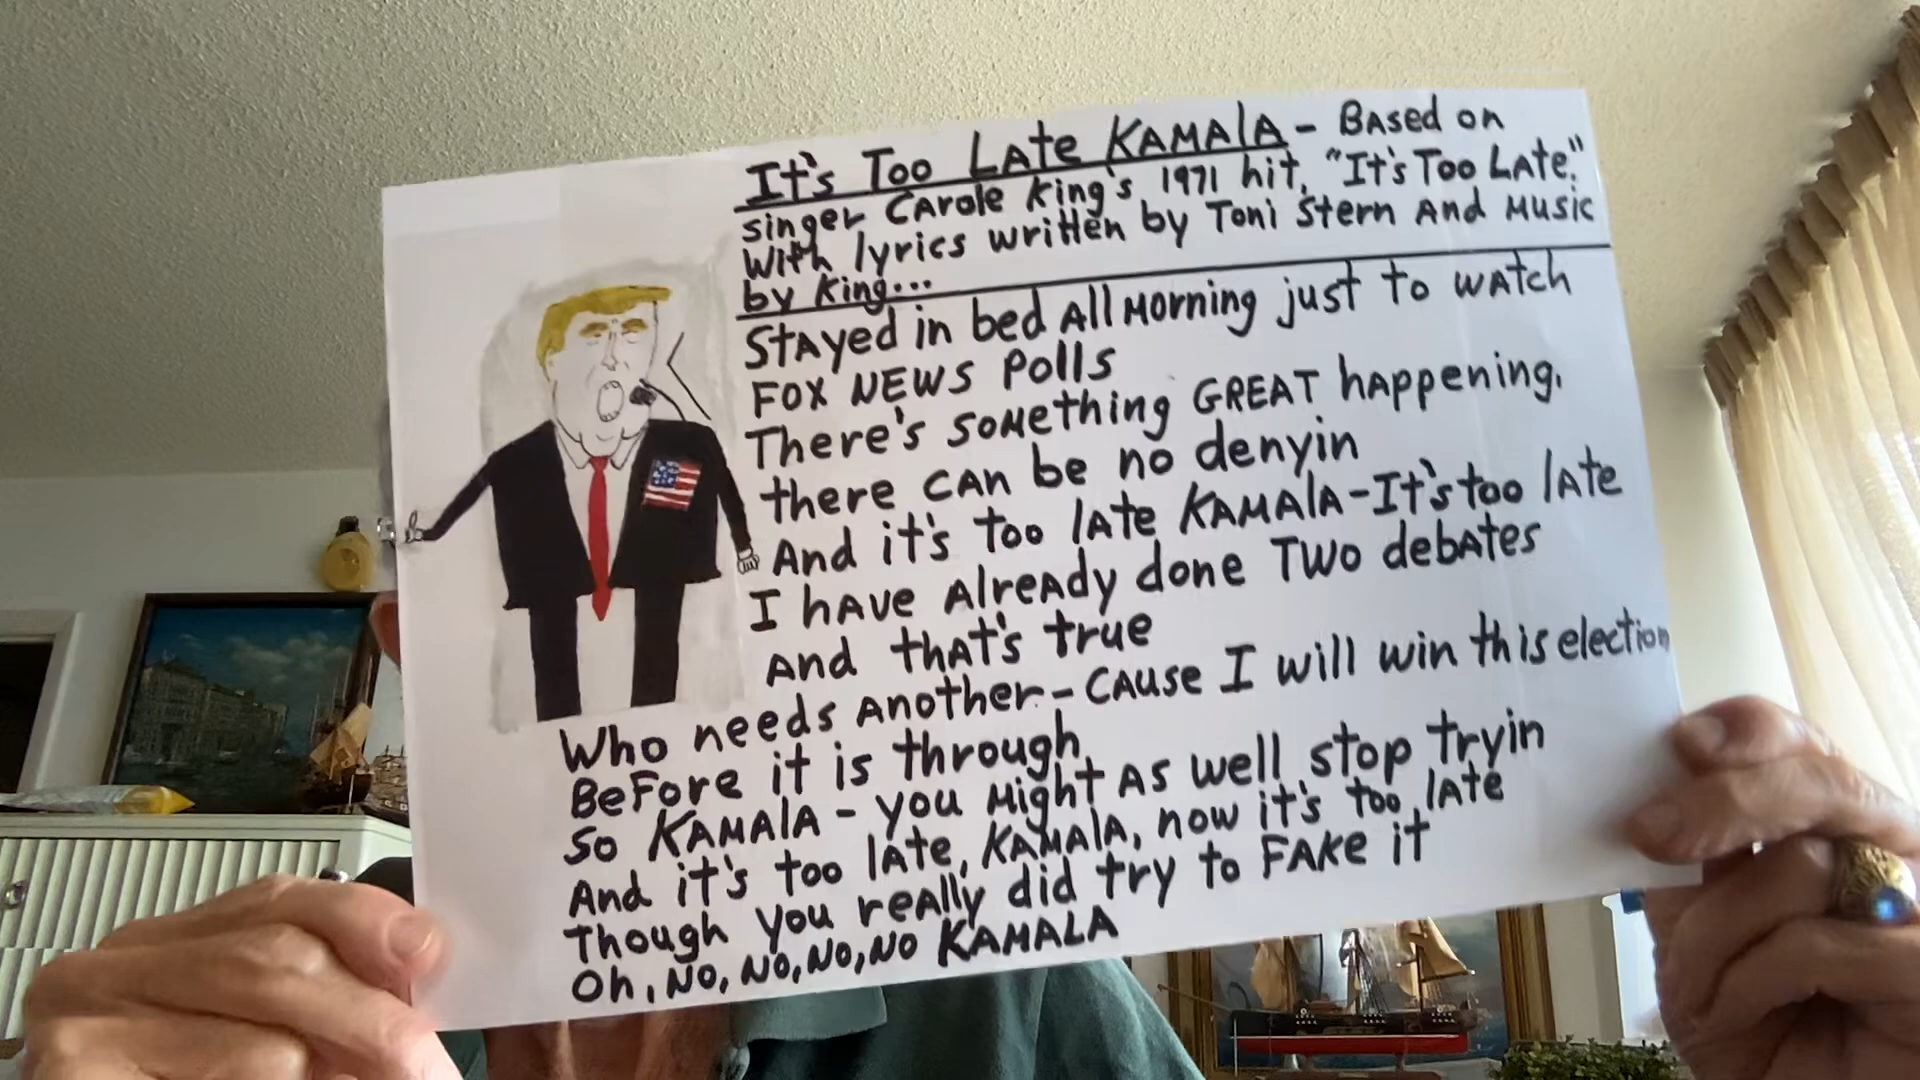 It's Too Late KAMALA - Based on
singer Carole King's 1971 hit, "It's Too Late."
With lyrics written by Toni Stern And Music
by King...
Stayed in bed All Morning just to watch
FOX NEWS Polls
There's something GREAT happening.
there can be no denyin
And it's too late KAMALA - It's too late
I have Already done Two debates
And that's true
Who needs Another - Cause I will win this election
Before it is through
So KAMALA - you Might As well stop tryin
And it's too late, KAMALA, now it's too late
Though you really did try to FAKE it
Oh, No, No, No, No KAMALA